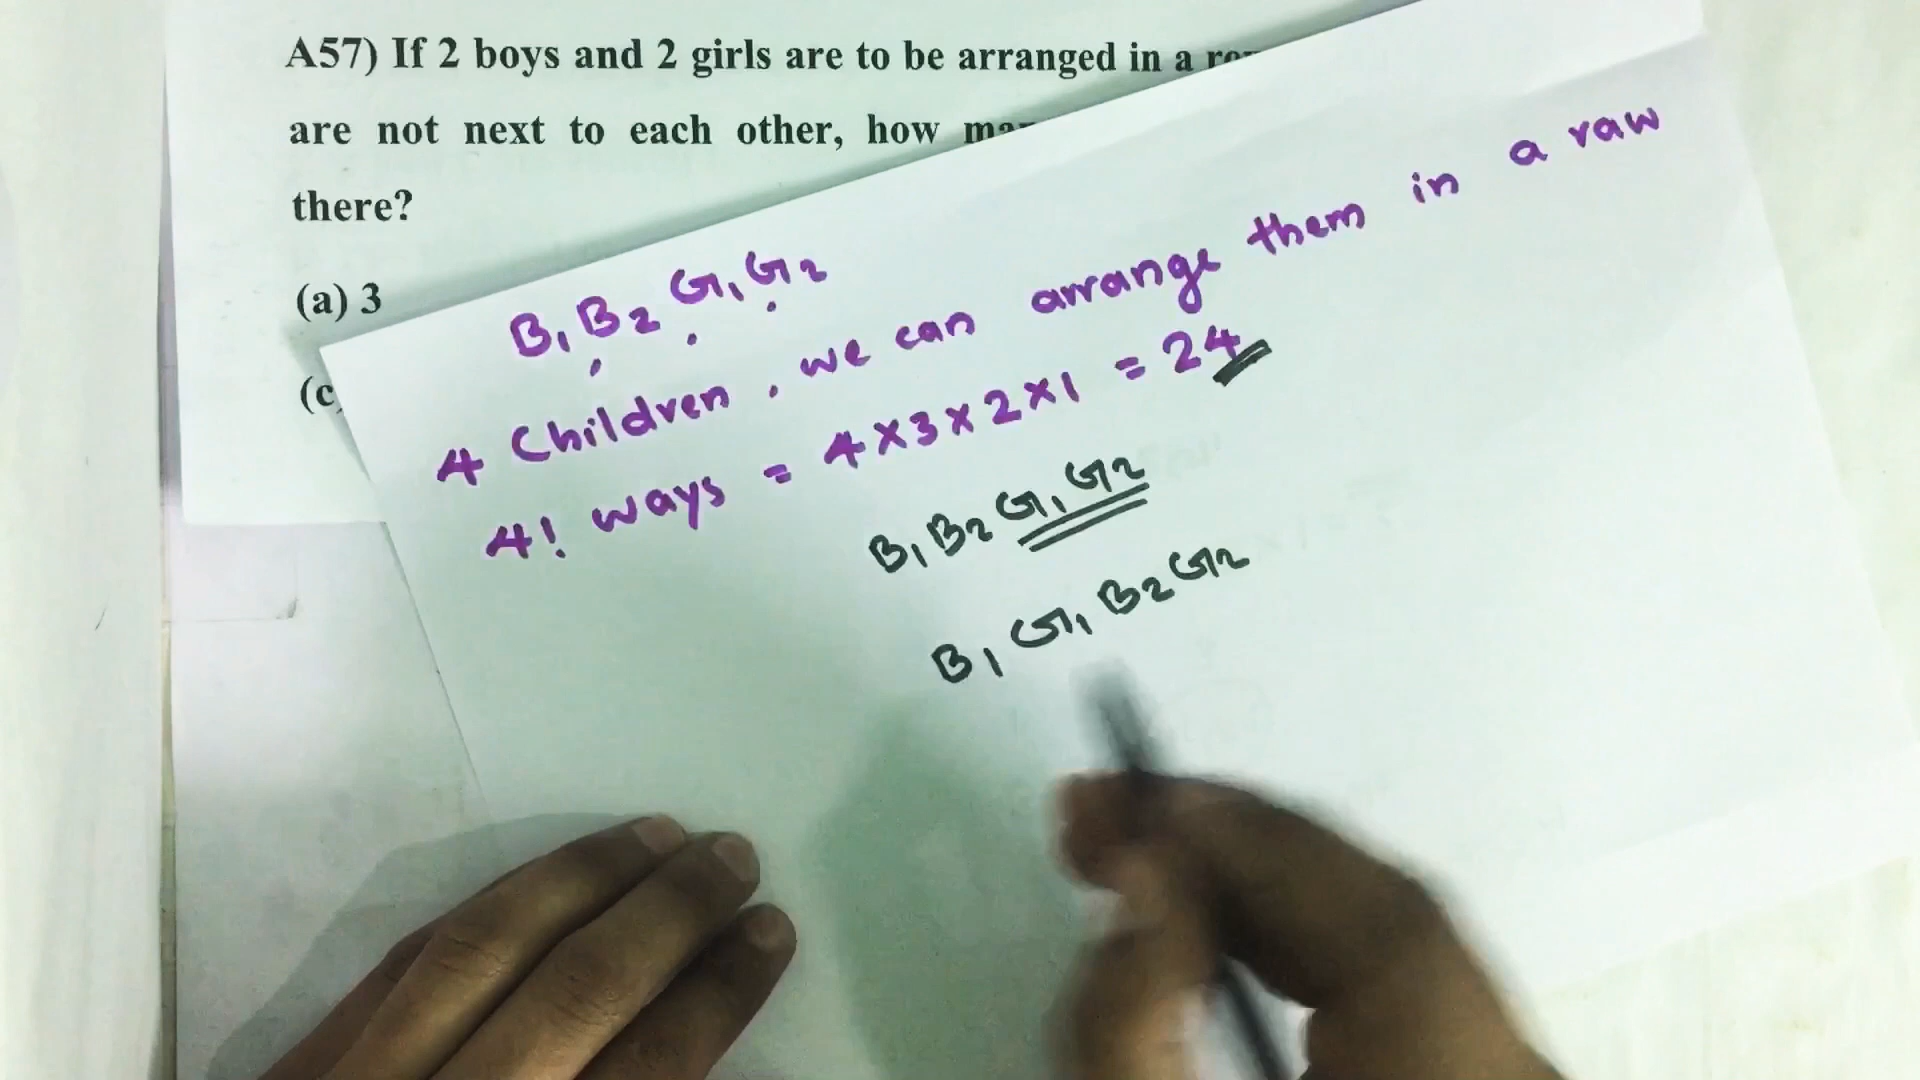 A57) If 2 boys and 2 girls are to be arranged in a
are not next to each other, how
there?
(a) 3
(c
B1 B2 G1 G2
4 Children, we can arrange them in a raw
4! ways = 4×3×2×1 = 24
B1 B2 G1 G2
B1 G1 B2 G2